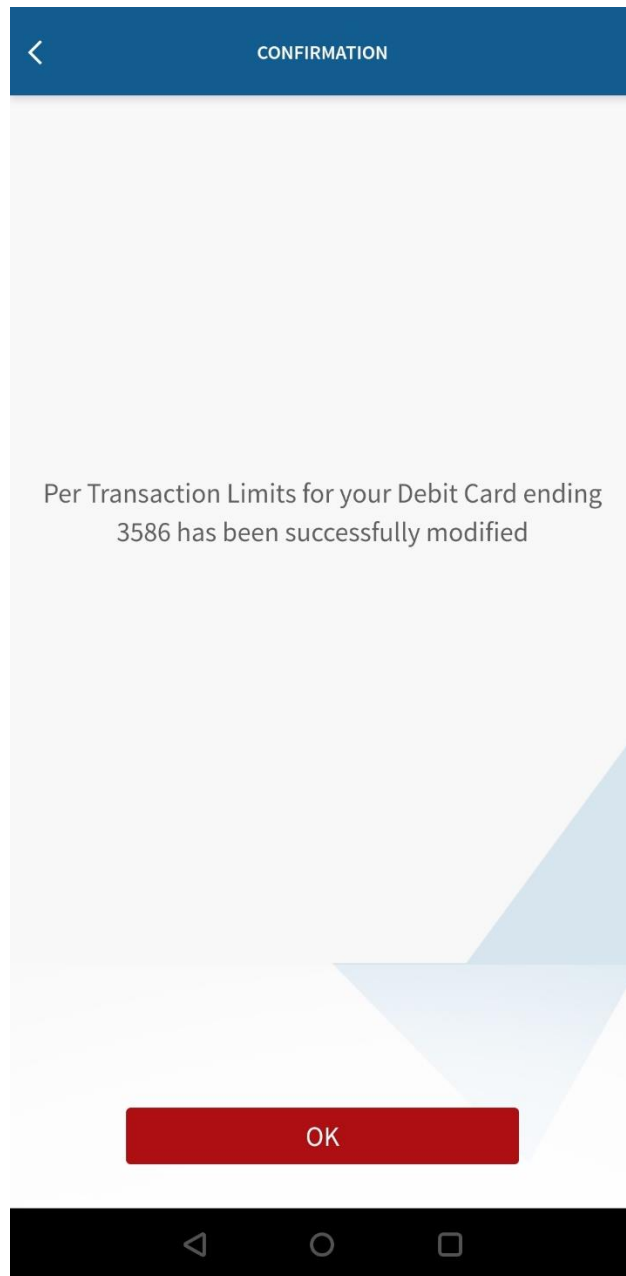 CONFIRMATION
Per Transaction Limits for your Debit Card ending
3586 has been successfully modified
OK